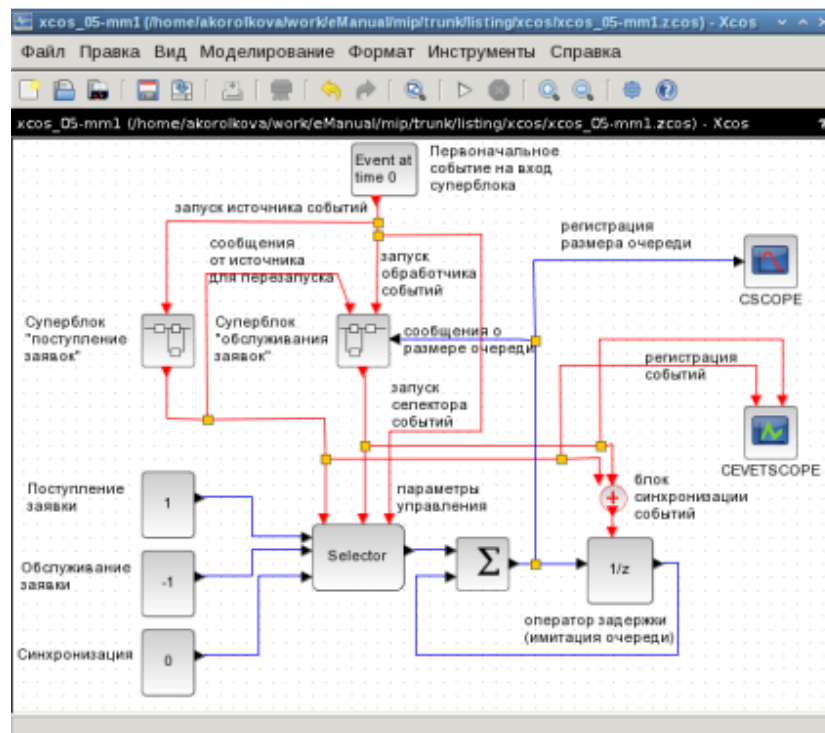 xcos_05-mm1 (/home/akorolkova/work/eManual/mip/trunk/listing/xcos/xcos_05-mm1.zcos) - Xcos
Файл Правка Вид Моделирование Формат Инструменты Справка
xcos_05-mm1 (/home/akorolkova/work/eManual/mip/trunk/listing/xcos/xcos_05-mm1.zcos) - Xcos
Event at
time 0
Первоначальное
событие на вход
суперблока
запуск источника событий
сообщения
от источника
для перезапуска
запуск
обработчика
событий
регистрация
размера очереди
CSCOPE
Суперблок
"поступление
заявок"
Суперблок
"обслуживания
заявок"
сообщения о
размере очереди
запуск
селектора
событий
регистрация
событий
CEVETSCOPE
Поступление
заявки
1
параметры
управления
блок
синхронизации
событий
Selector
Σ
1/z
Обслуживание
заявки
-1
оператор задержки
(имитация очереди)
Синхронизация
0